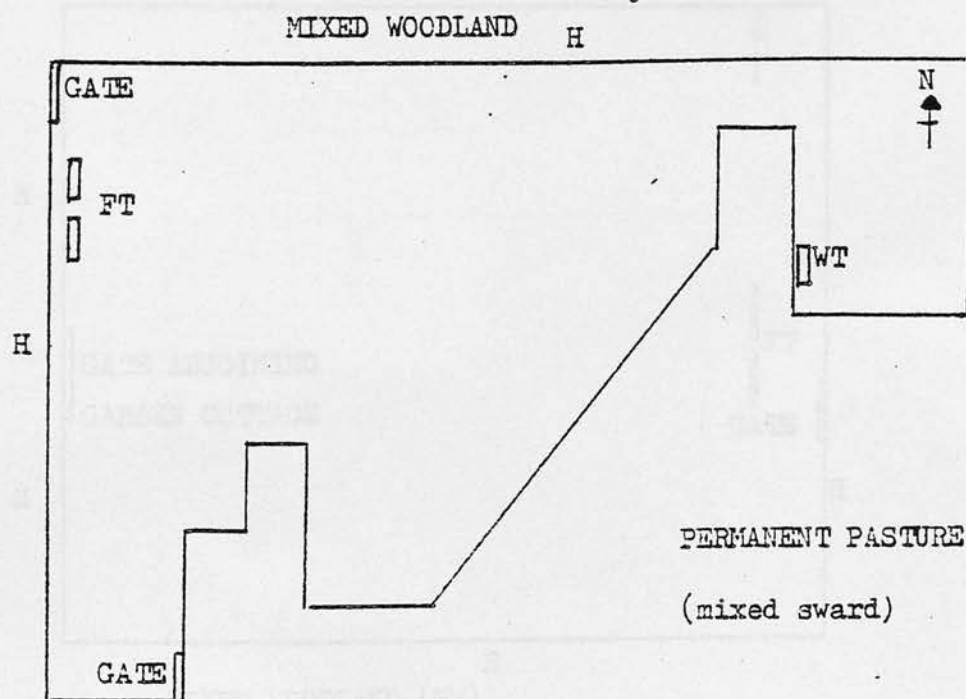 MIXED WOODLAND H
GATE
N
FT
WT
H
PERMANENT PASTURE
(mixed sward)
GATE